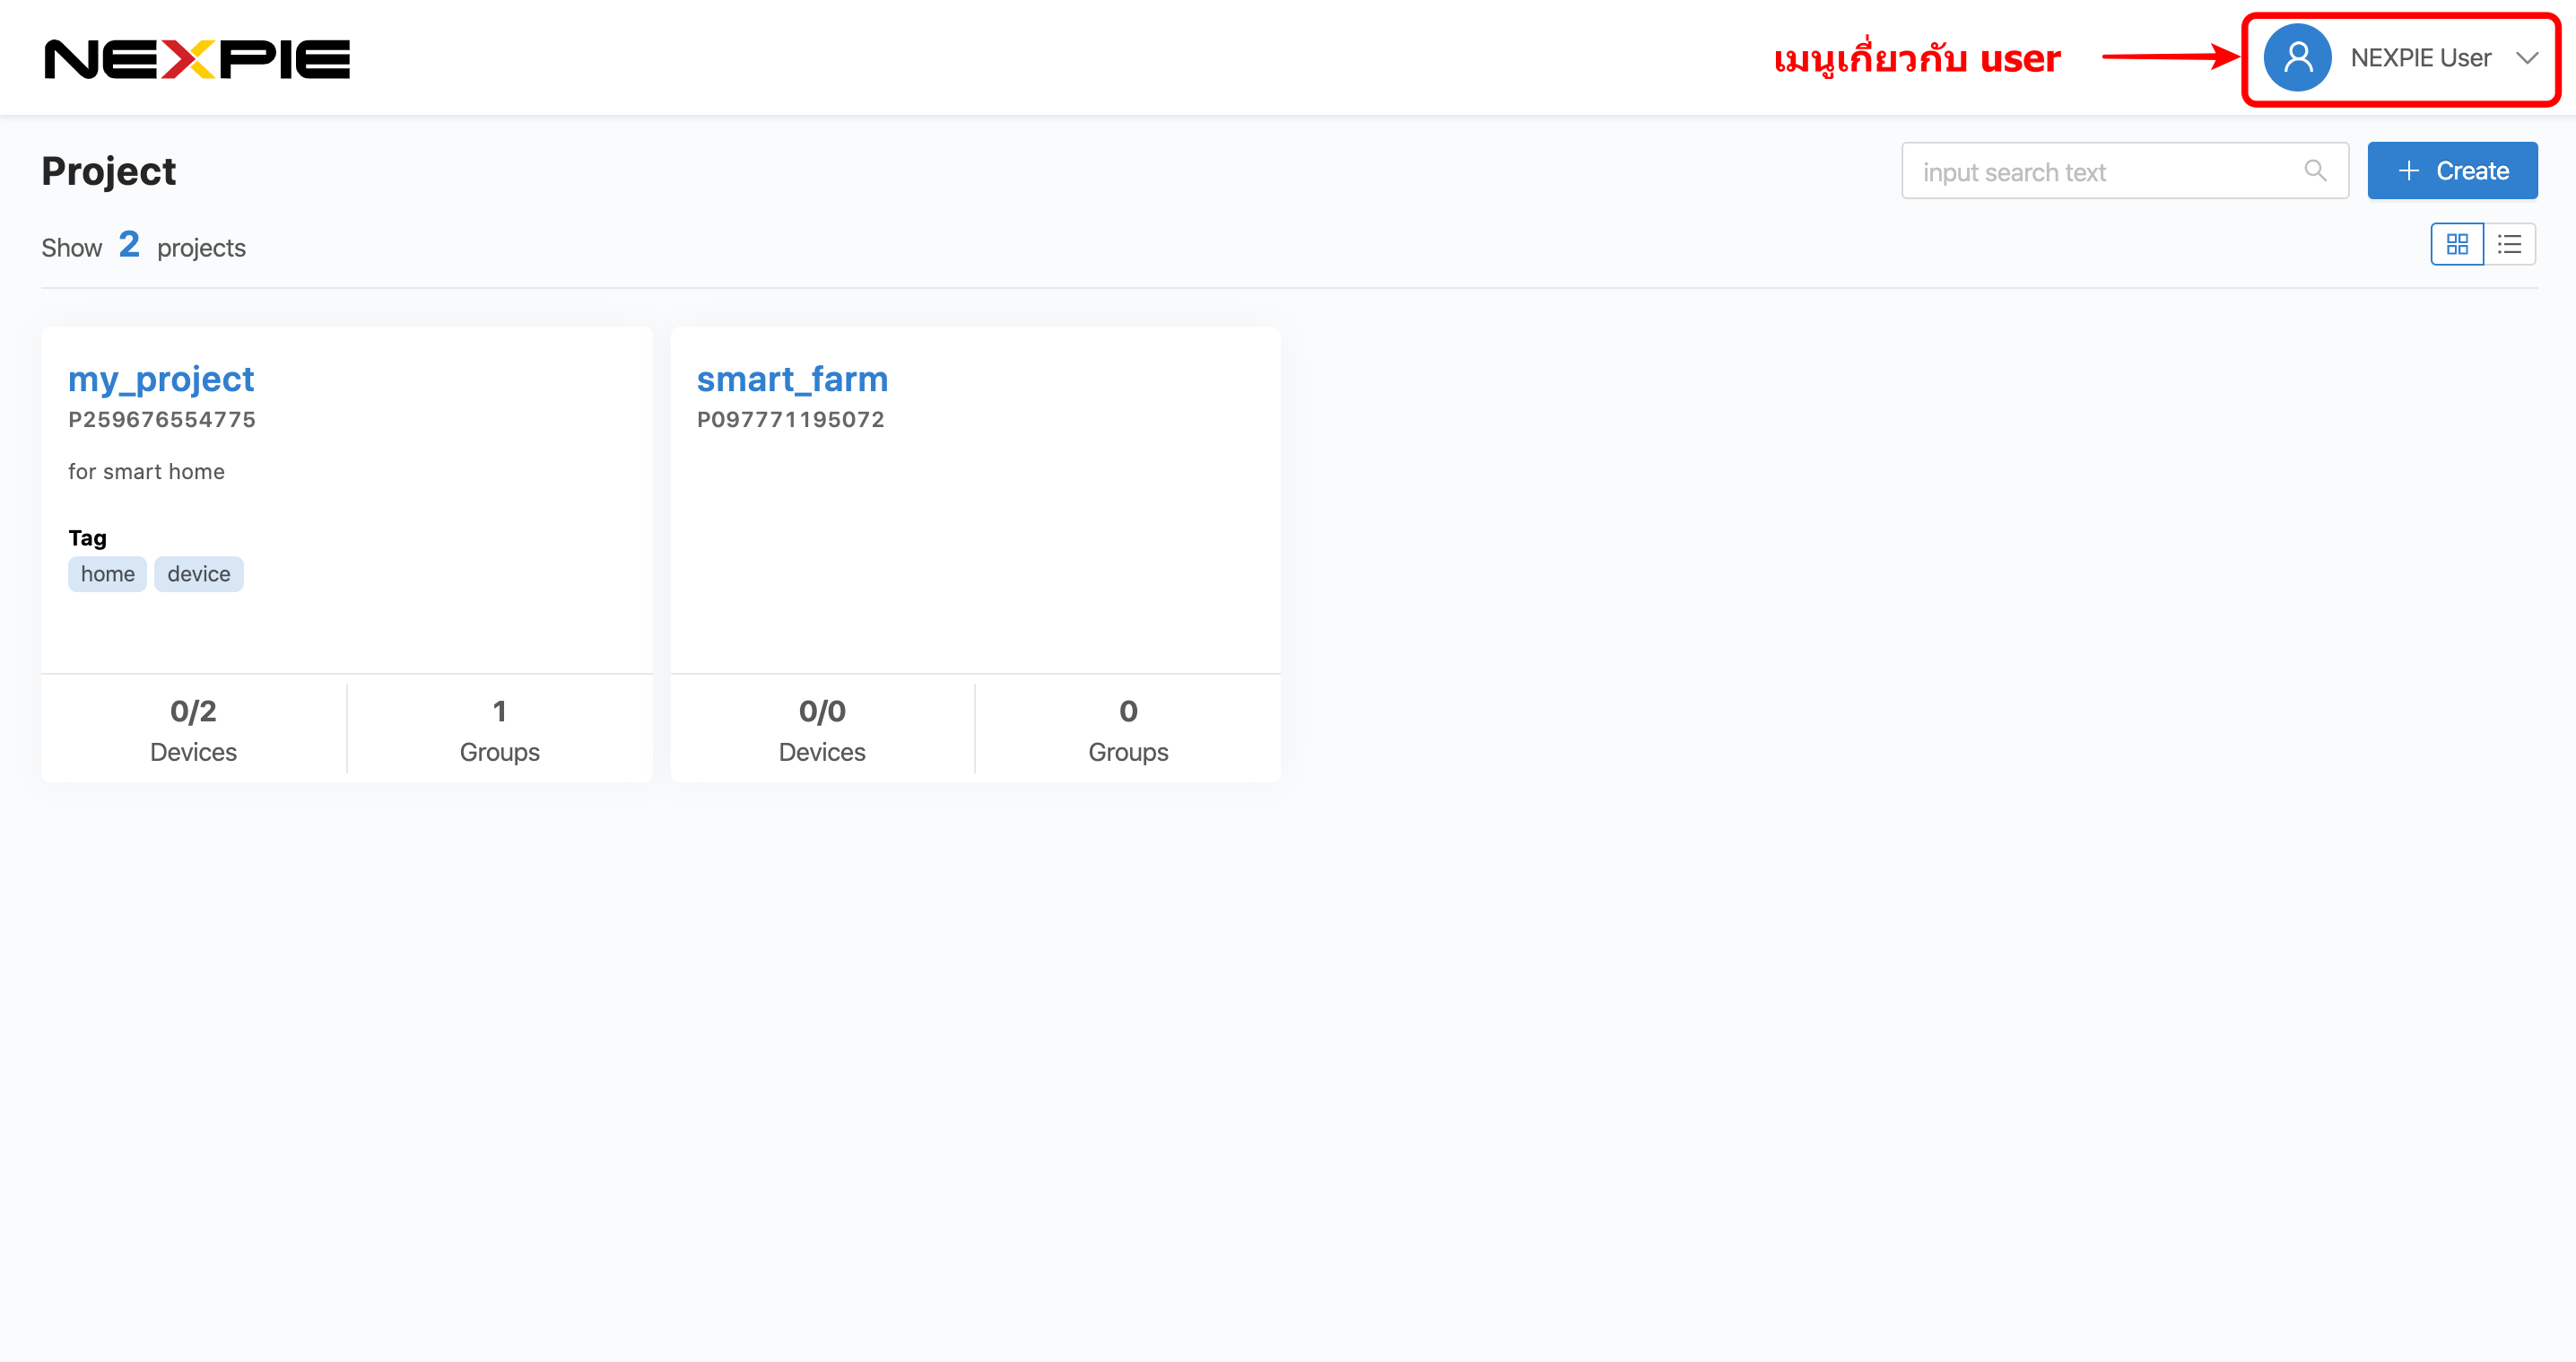 NEXPIE
เมนูเกี่ยวกับ user
NEXPIE User
Project
input search text
Create
Show 2 projects
my_project
P259676554775
for smart home
Tag
home device
0/2
Devices
1
Groups
smart_farm
P097771195072
0/0
Devices
0
Groups